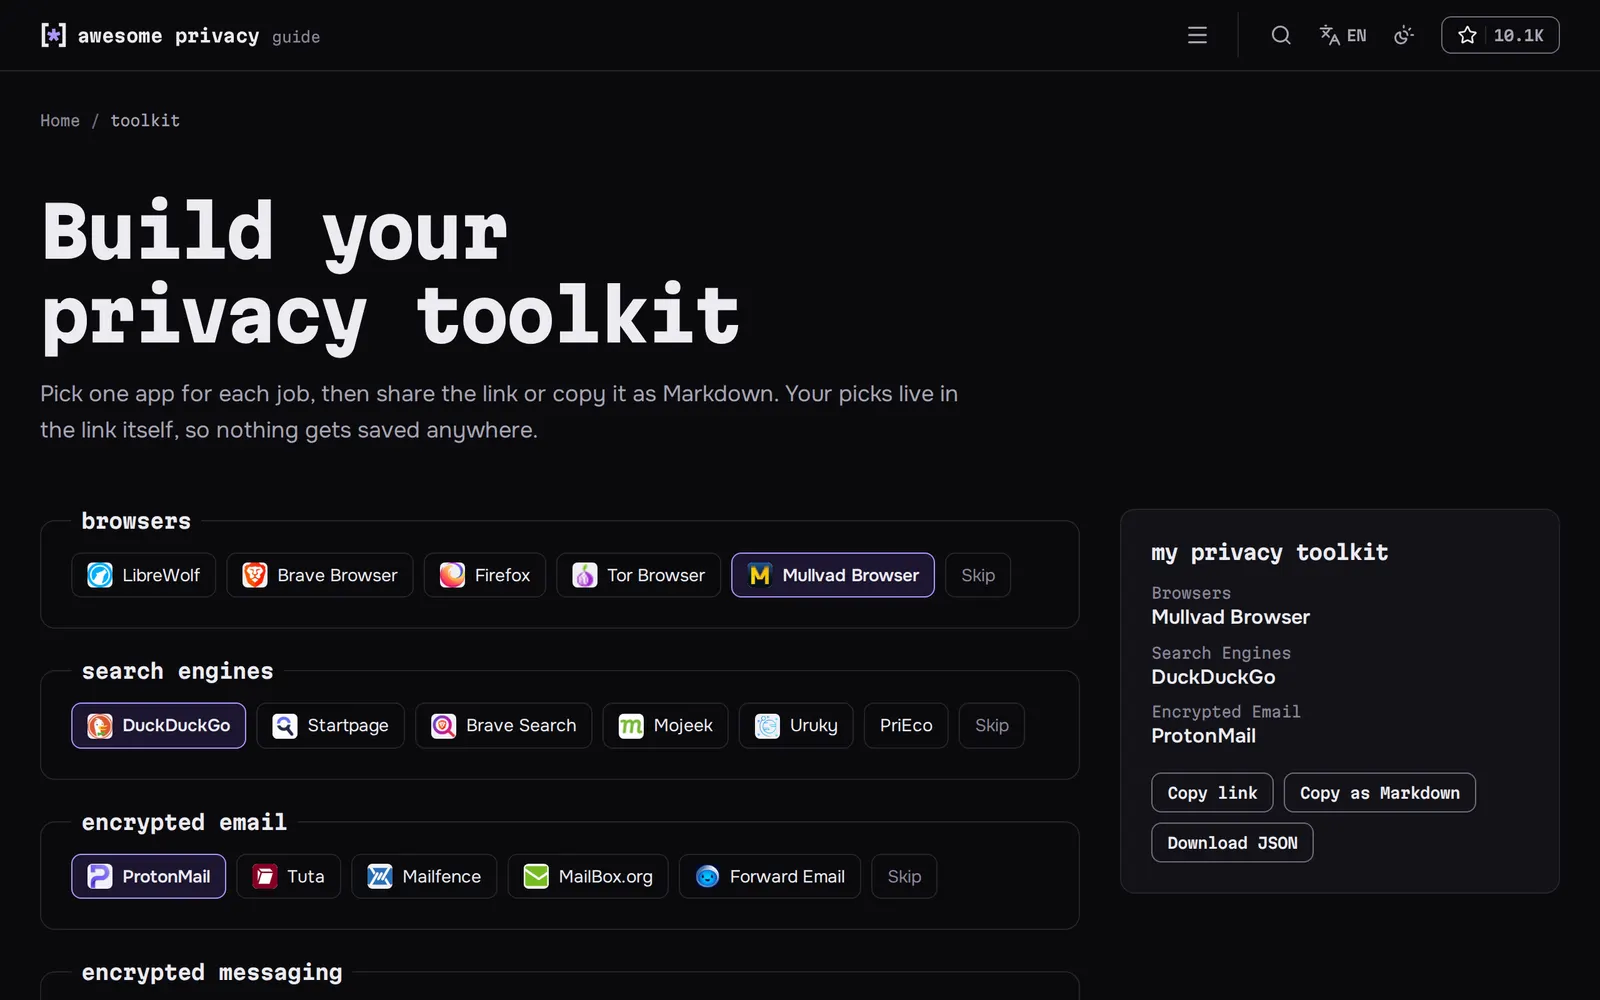 [*] awesome privacy guide
EN
10.1K
Home / toolkit
Build your
privacy toolkit
Pick one app for each job, then share the link or copy it as Markdown. Your picks live in
the link itself, so nothing gets saved anywhere.
browsers
LibreWolf Brave Browser Firefox Tor Browser Mullvad Browser Skip
search engines
DuckDuckGo Startpage Brave Search Mojeek Uruky PriEco Skip
encrypted email
ProtonMail Tuta Mailfence MailBox.org Forward Email Skip
encrypted messaging
my privacy toolkit
Browsers
Mullvad Browser
Search Engines
DuckDuckGo
Encrypted Email
ProtonMail
Copy link Copy as Markdown
Download JSON